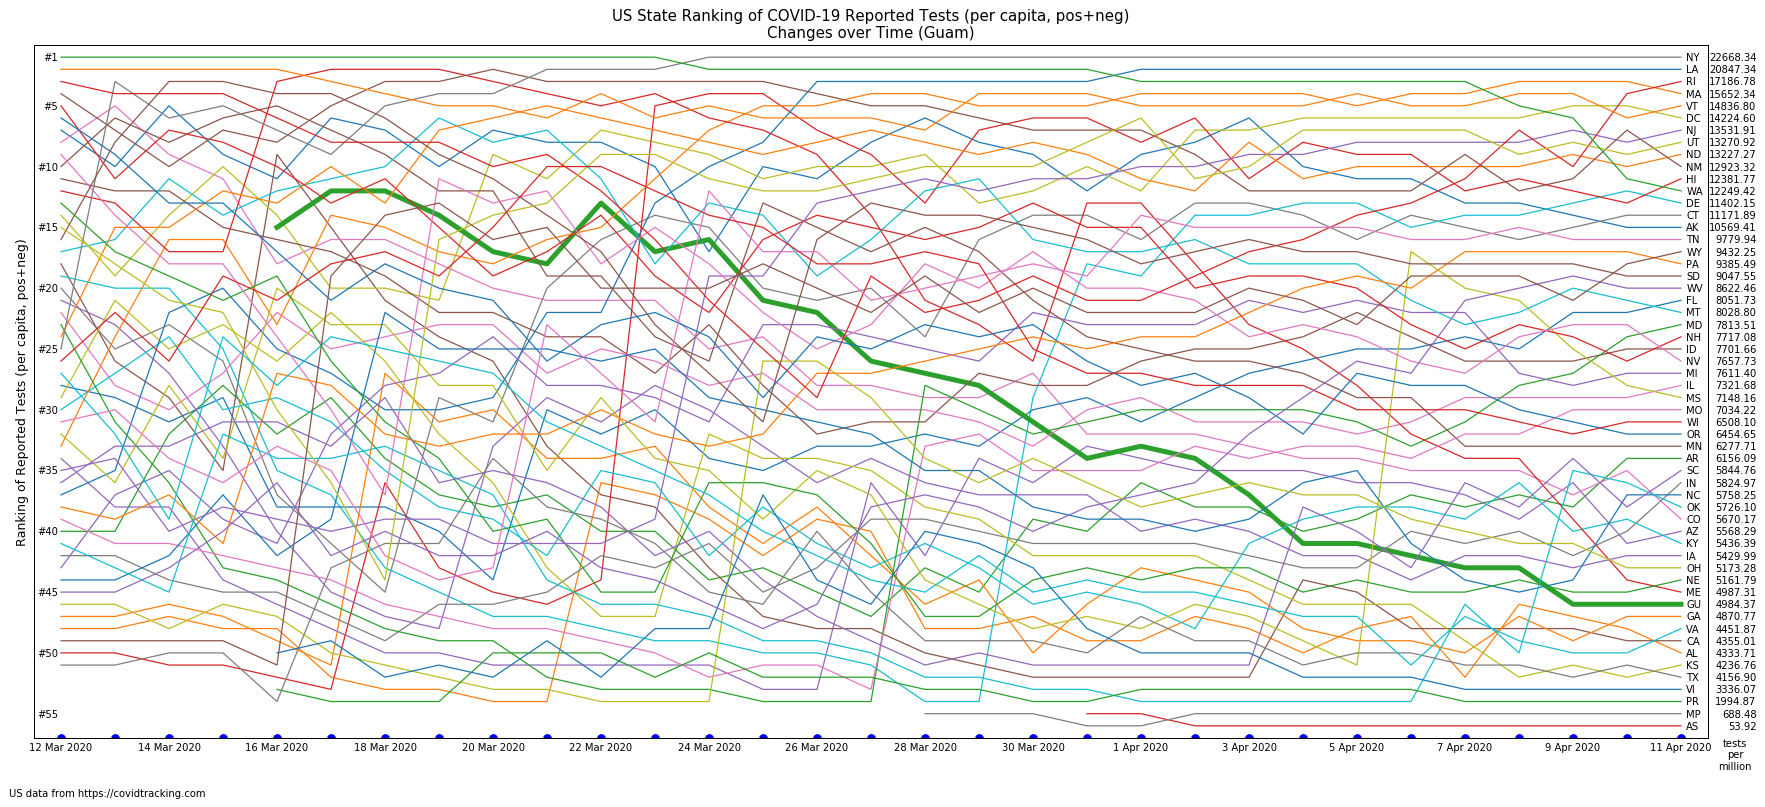 US State Ranking of COVID-19 Reported Tests (per capita, pos+neg)
Changes over Time (Guam)
Ranking of Reported Tests (per capita, pos+neg)
#1
#5
#10
#15
#20
#25
#30
#35
#40
#45
#50
#55
NY 22668.34
LA 20847.34
RI 17186.78
MA 15652.34
VT 14836.80
DC 14224.60
NJ 13531.91
UT 13270.92
ND 13227.27
NM 12923.32
HI 12381.77
WA 12249.42
DE 11402.15
CT 11171.89
AK 10569.41
TN 9779.94
WY 9432.25
PA 9385.49
SD 9047.55
WV 8622.46
FL 8051.73
MT 8028.80
MD 7813.51
NH 7717.08
ID 7701.66
NV 7657.73
MI 7611.40
IL 7321.68
MS 7148.16
MO 7034.22
WI 6508.10
OR 6454.65
MN 6277.71
AR 6156.09
SC 5844.76
IN 5824.97
NC 5758.25
OK 5726.10
CO 5670.17
AZ 5568.29
KY 5436.39
IA 5429.99
OH 5173.28
NE 5161.79
ME 4987.31
GU 4984.37
GA 4870.77
VA 4451.87
CA 4355.01
AL 4333.71
KS 4236.76
TX 4156.90
VI 3336.07
PR 1994.87
MP 688.48
AS 53.92
12 Mar 2020 14 Mar 2020 16 Mar 2020 18 Mar 2020 20 Mar 2020 22 Mar 2020 24 Mar 2020 26 Mar 2020 28 Mar 2020 30 Mar 2020 1 Apr 2020 3 Apr 2020 5 Apr 2020 7 Apr 2020 9 Apr 2020 11 Apr 2020
tests
per
million
US data from https://covidtracking.com